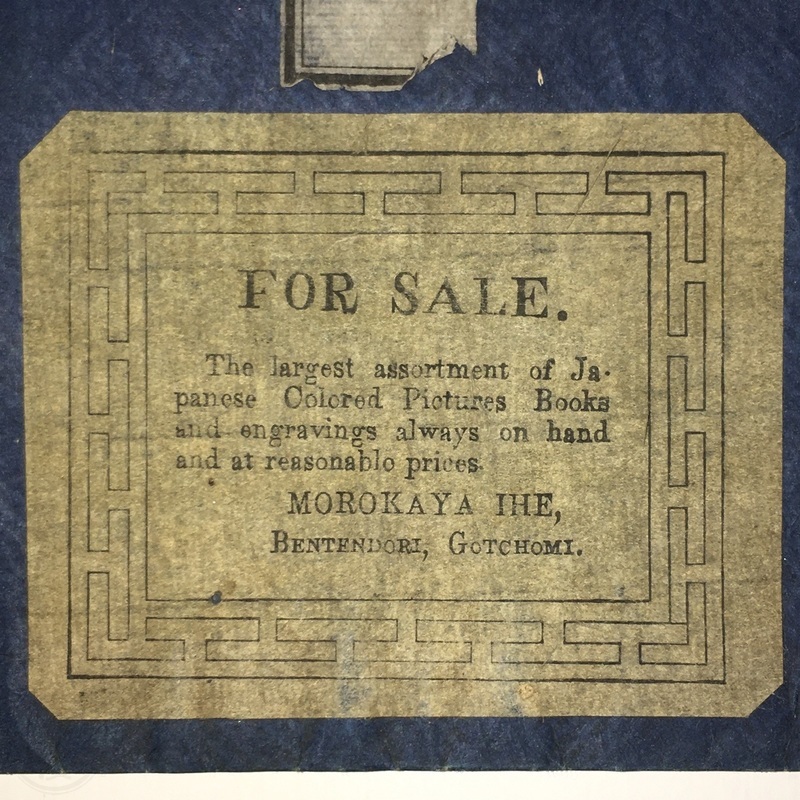 FOR SALE.
The largest assortment of Ja-
panese Colored Pictures Books
and engravings always on hand
and at reasonable prices.
MOROKAYA IHE,
BENTENDORI, GOTCHOMI.